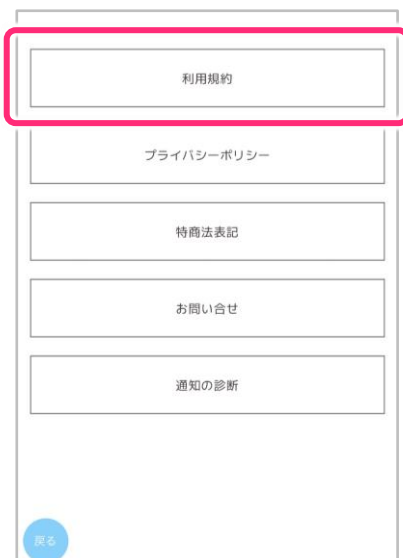 利用規約
プライバシーポリシー
特商法表記
お問い合せ
通知の診断
戻る